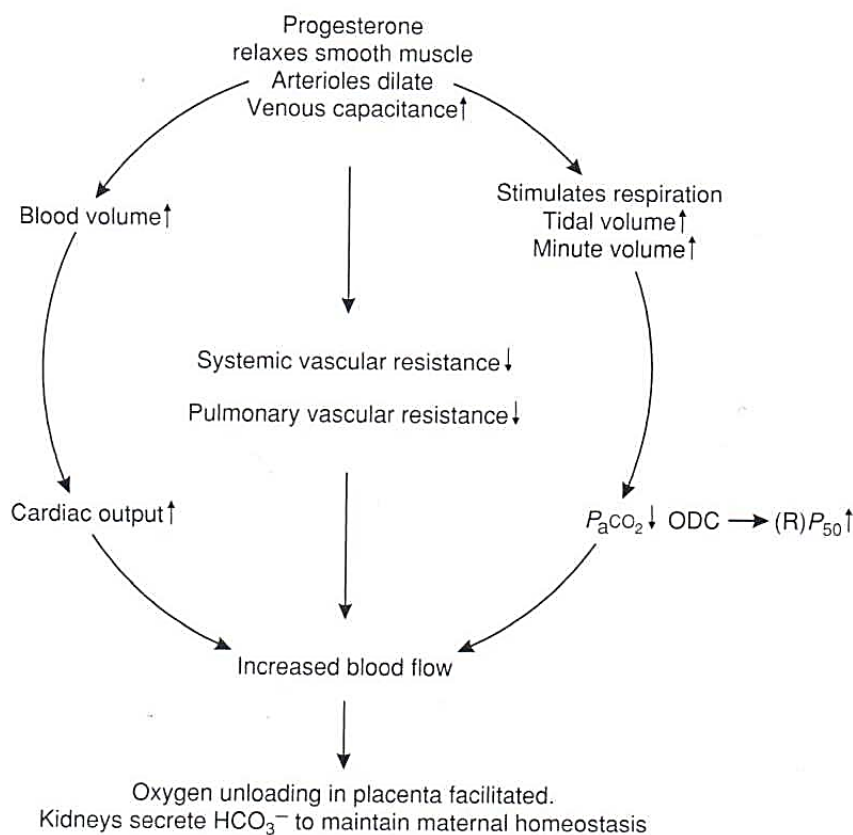 Progesterone
relaxes smooth muscle
Arterioles dilate
Venous capacitance↑
Blood volume↑
Stimulates respiration
Tidal volume↑
Minute volume↑
Systemic vascular resistance↓
Pulmonary vascular resistance↓
Cardiac output↑
PaCO₂↓ ODC → (R)P₅₀↑
Increased blood flow
Oxygen unloading in placenta facilitated.
Kidneys secrete HCO₃⁻ to maintain maternal homeostasis